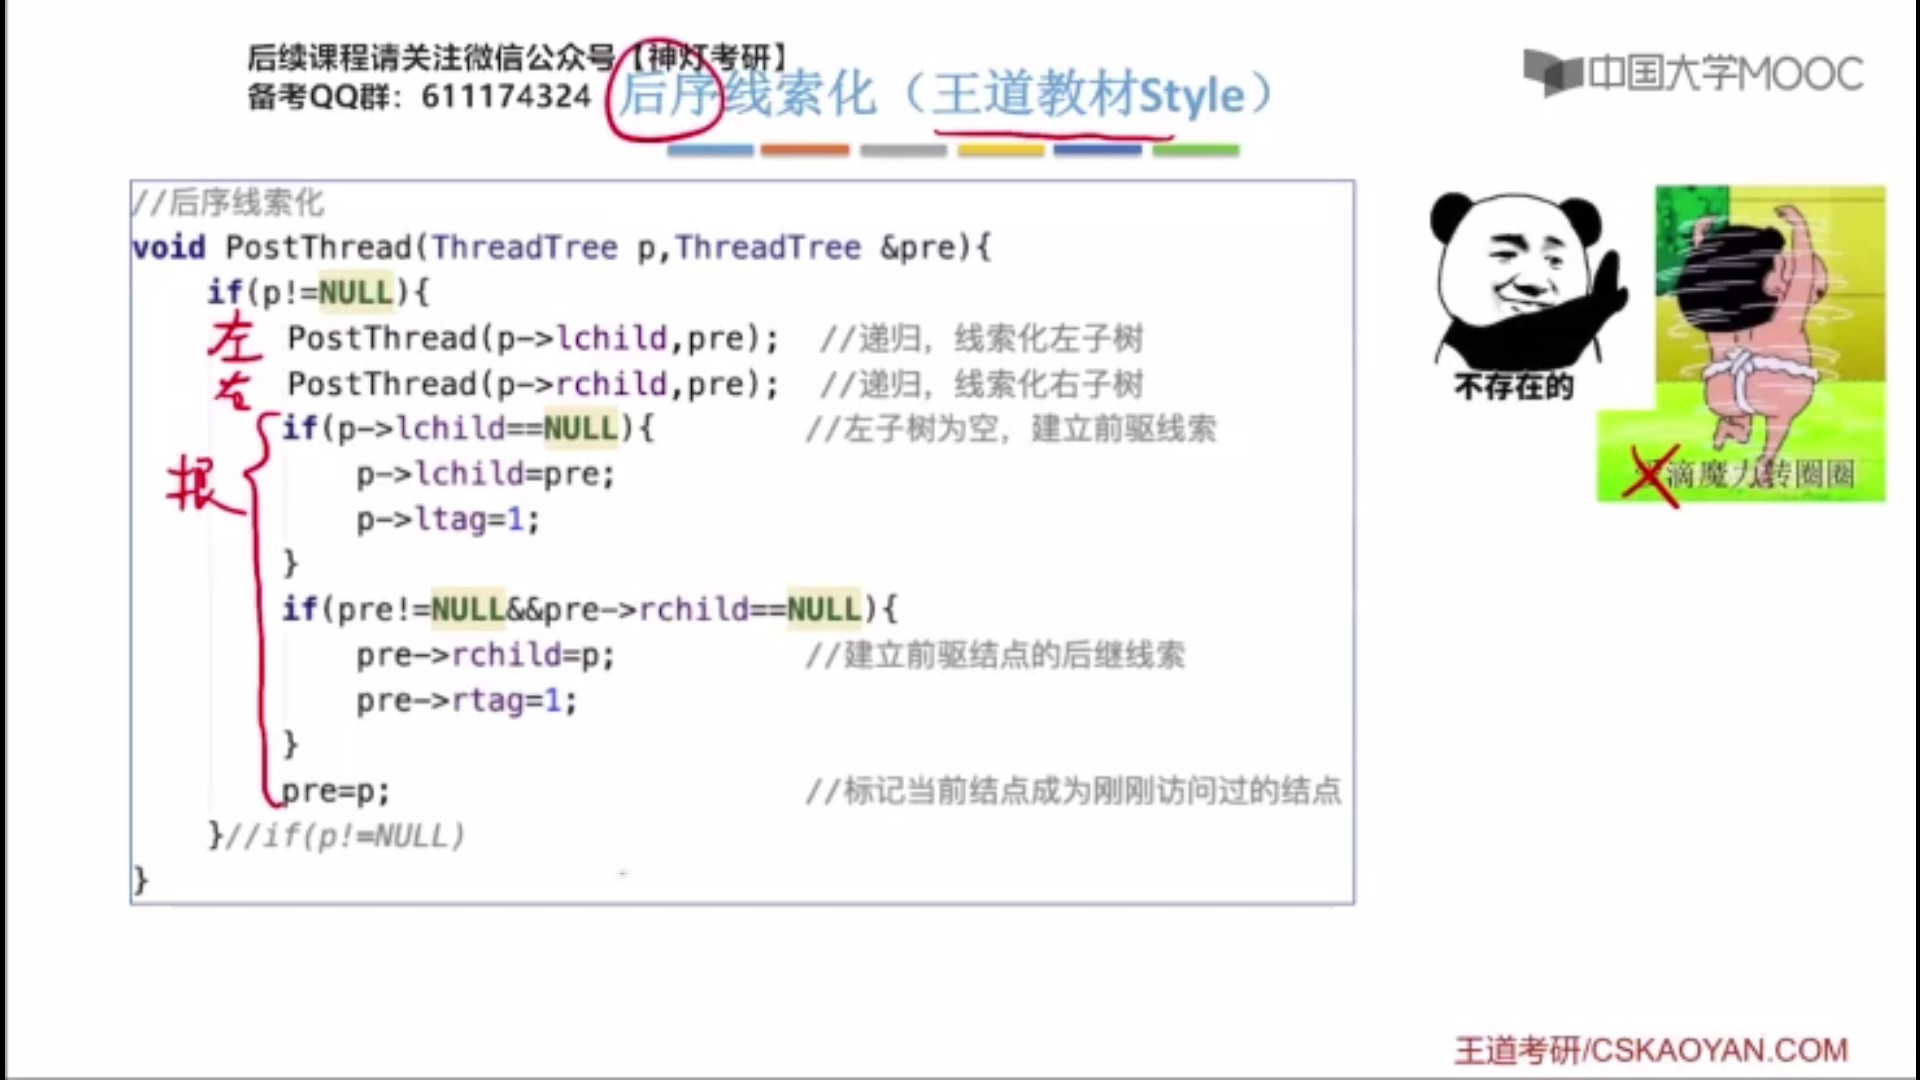 后续课程请关注微信公众号【神灯考研】
备考QQ群：611174324
后序线索化（王道教材Style）
中国大学MOOC
//后序线索化
void PostThread(ThreadTree p,ThreadTree &pre){
if(p!=NULL){
左 PostThread(p->lchild,pre); //递归，线索化左子树
右 PostThread(p->rchild,pre); //递归，线索化右子树
if(p->lchild==NULL){ //左子树为空，建立前驱线索
根 p->lchild=pre;
p->ltag=1;
}
if(pre!=NULL&&pre->rchild==NULL){
pre->rchild=p; //建立前驱结点的后继线索
pre->rtag=1;
}
pre=p; //标记当前结点成为刚刚访问过的结点
}//if(p!=NULL)
}
不存在的
滴魔力转圈圈
王道考研/CSKAOYAN.COM